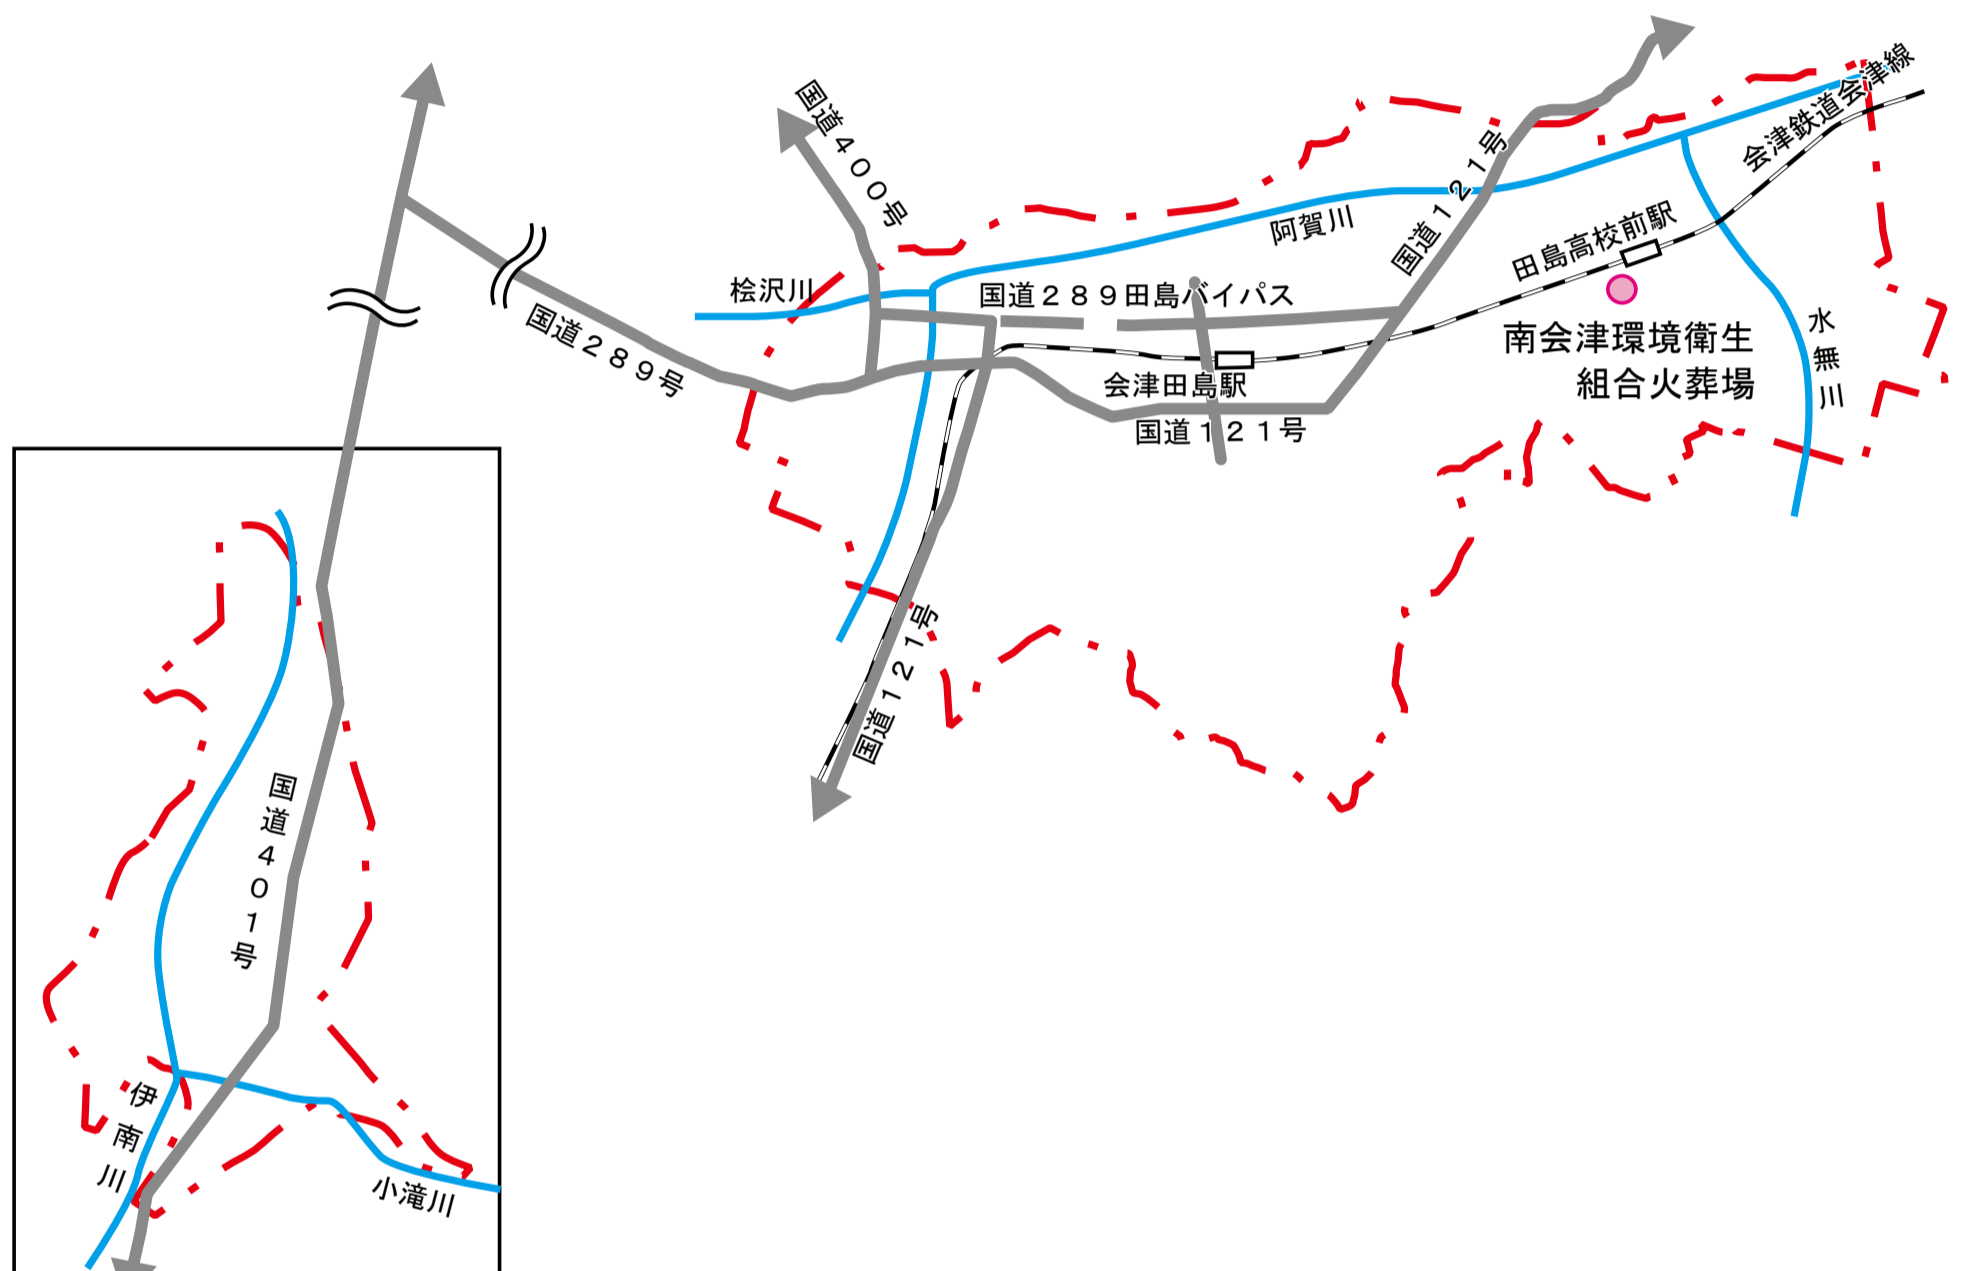 国道４００号
会津鉄道会津線
国道１２１号
阿賀川
田島高校前駅
桧沢川
国道２８９田島バイパス
国道２８９号
南会津環境衛生
組合火葬場
水無川
会津田島駅
国道１２１号
国道１２１号
国道４０１号
伊南川
小滝川